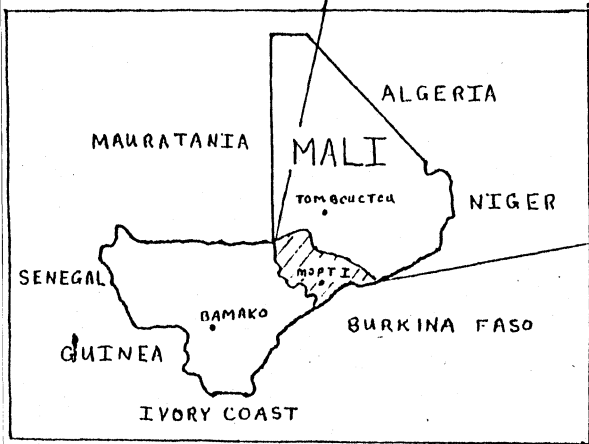 ALGERIA
MAURATANIA
MALI
TOMBOUCTOU
NIGER
SENEGAL
MOPTI
BAMAKO
BURKINA FASO
GUINEA
IVORY COAST